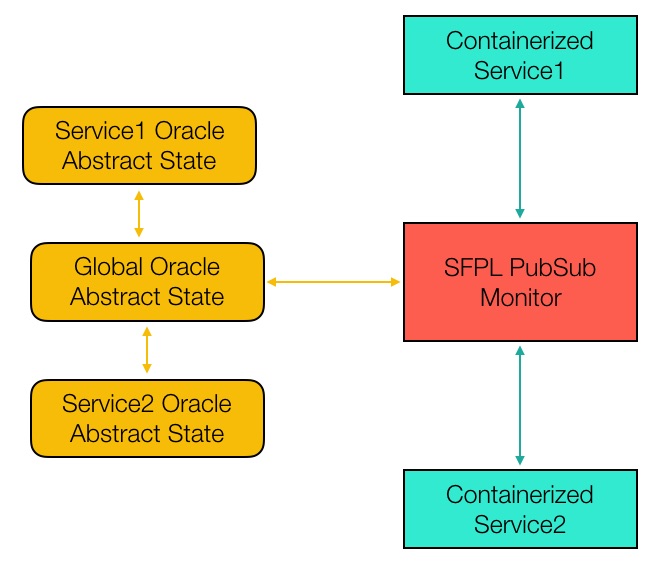 Containerized
Service1
Service1 Oracle
Abstract State
Global Oracle
Abstract State
SFPL PubSub
Monitor
Service2 Oracle
Abstract State
Containerized
Service2